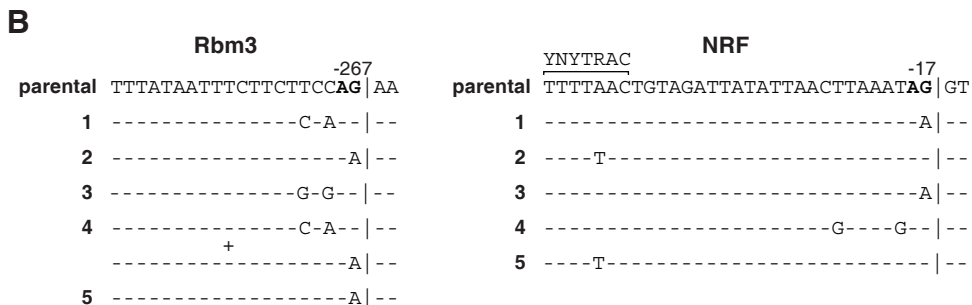 B
Rbm3
-267
parental TTTATAATTTCTTCTTCCAG|AA
1 ---------------C-A--|--
2 -------------------A|--
3 ---------------G-G--|--
4 ---------------C-A--|--
+
-------------------A|--
5 -------------------A|--
NRF
YNYTRAC
-17
parental TTTTAACTGTAGATTATATTAACTTAAATAG|GT
1 ------------------------------A|--
2 ----T--------------------------|--
3 ------------------------------A|--
4 -----------------------G----G--|--
5 ----T--------------------------|--